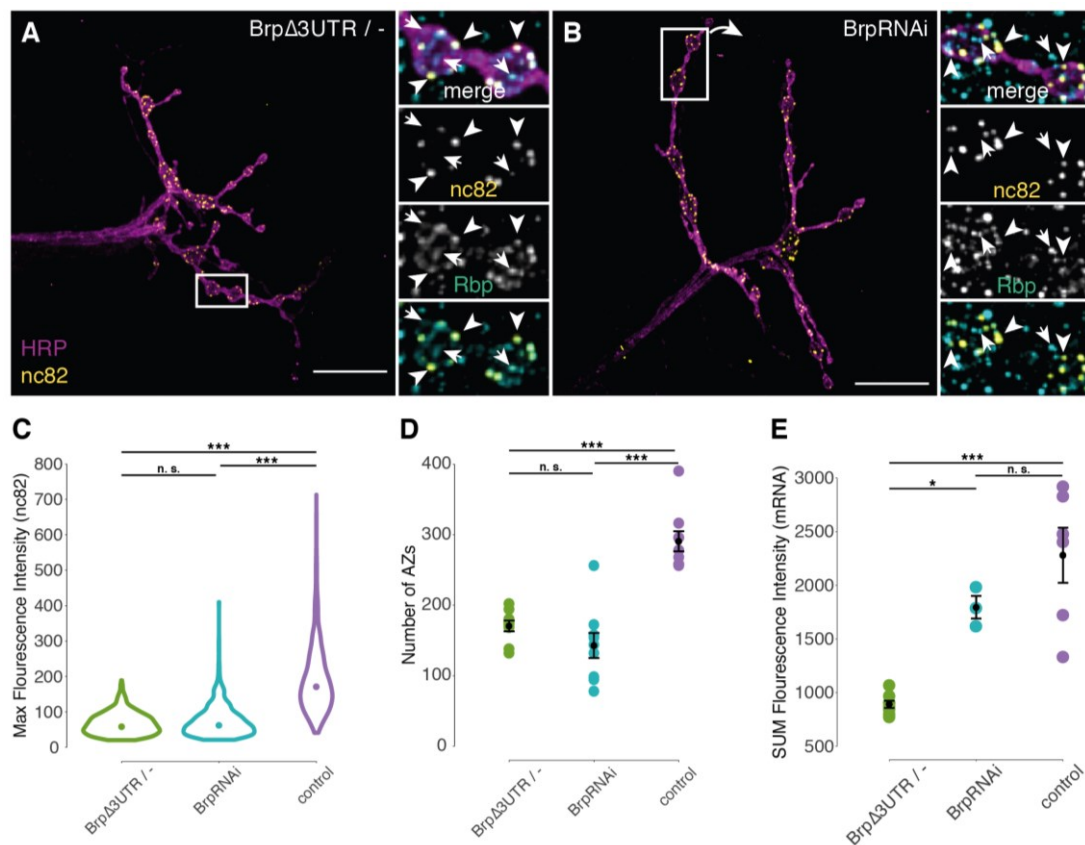 A
BrpΔ3UTR / -
merge
nc82
Rbp
HRP
nc82
B
BrpRNAi
merge
nc82
Rbp
C
Max Flourescence Intensity (nc82)
800
700
600
500
400
300
200
100
0
***
n. s.
***
BrpΔ3UTR / -
BrpRNAi
control
D
Number of AZs
400
300
200
100
0
***
n. s.
***
BrpΔ3UTR / -
BrpRNAi
control
E
SUM Flourescence Intensity (mRNA)
3000
2500
2000
1500
1000
500
***
n. s.
*
BrpΔ3UTR / -
BrpRNAi
control